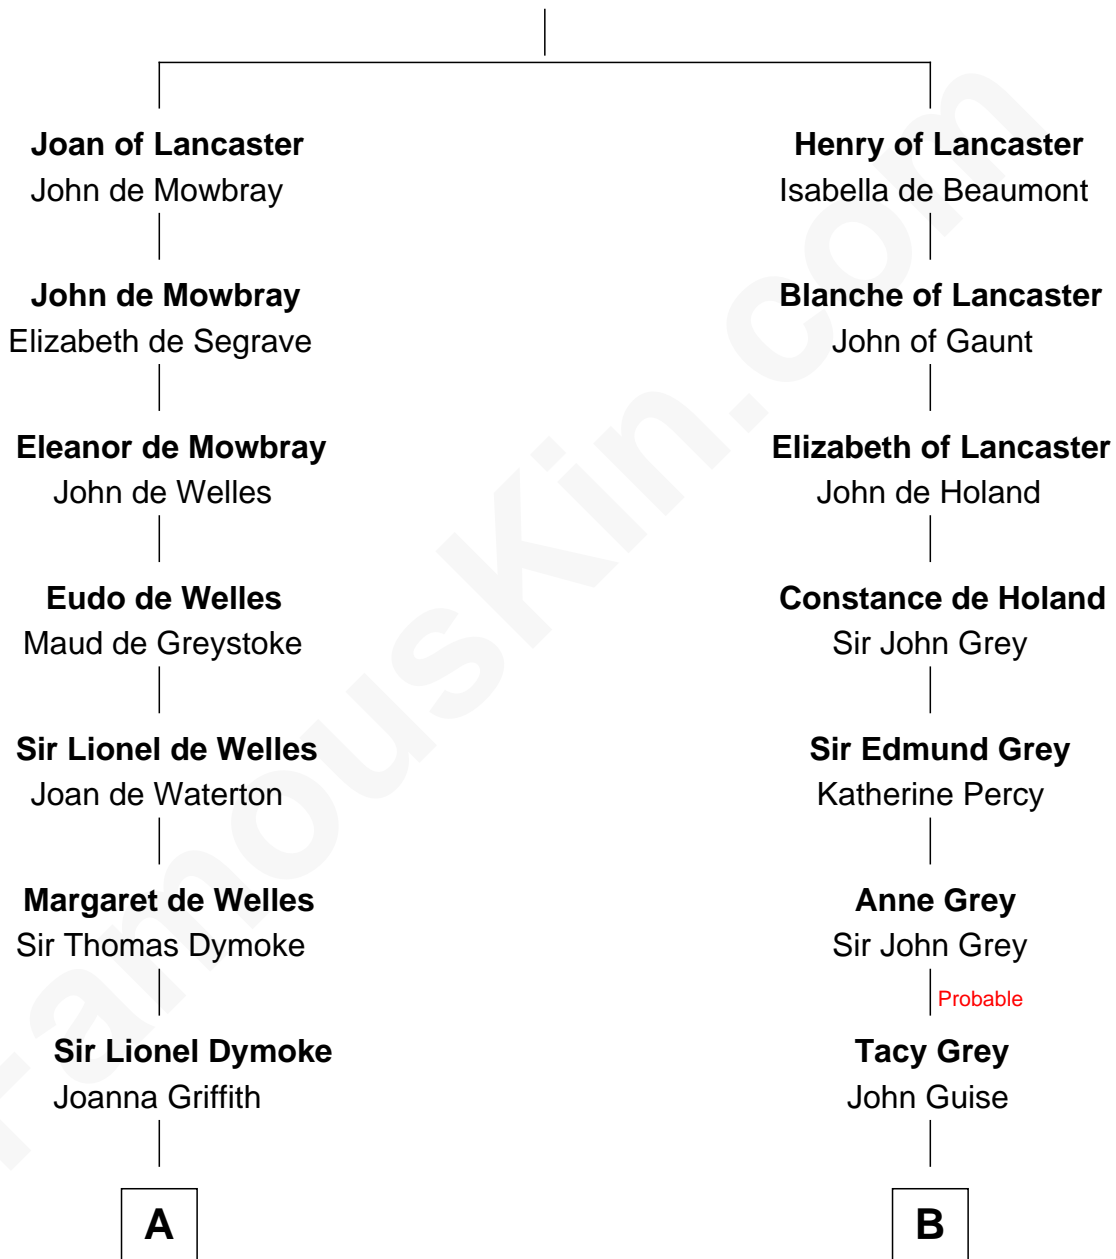 Joan of Lancaster
John de Mowbray
Henry of Lancaster
Isabella de Beaumont
John de Mowbray
Elizabeth de Segrave
Blanche of Lancaster
John of Gaunt
Eleanor de Mowbray
John de Welles
Elizabeth of Lancaster
John de Holand
Eudo de Welles
Maud de Greystoke
Constance de Holand
Sir John Grey
Sir Lionel de Welles
Joan de Waterton
Sir Edmund Grey
Katherine Percy
Margaret de Welles
Sir Thomas Dymoke
Anne Grey
Sir John Grey
Probable
Sir Lionel Dymoke
Joanna Griffith
Tacy Grey
John Guise
A
B
FamousKin.com